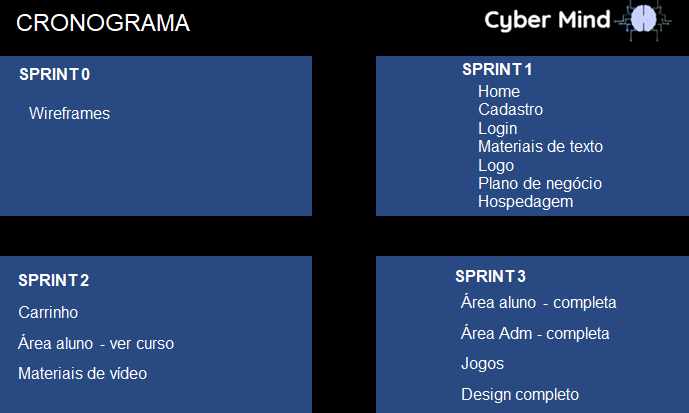 CRONOGRAMA
Cyber Mind
SPRINT 0
Wireframes
SPRINT 1
Home
Cadastro
Login
Materiais de texto
Logo
Plano de negócio
Hospedagem
SPRINT 2
Carrinho
Área aluno - ver curso
Materiais de vídeo
SPRINT 3
Área aluno - completa
Área Adm - completa
Jogos
Design completo